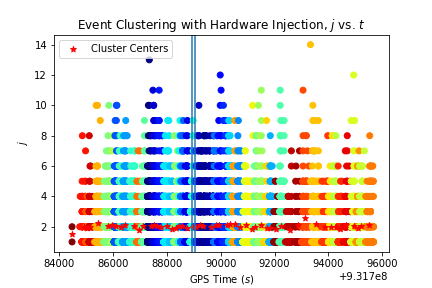 Event Clustering with Hardware Injection, j vs. t
Cluster Centers
14
12
10
8
6
4
2
j
84000 86000 88000 90000 92000 94000 96000
GPS Time (s)
+9.317e8